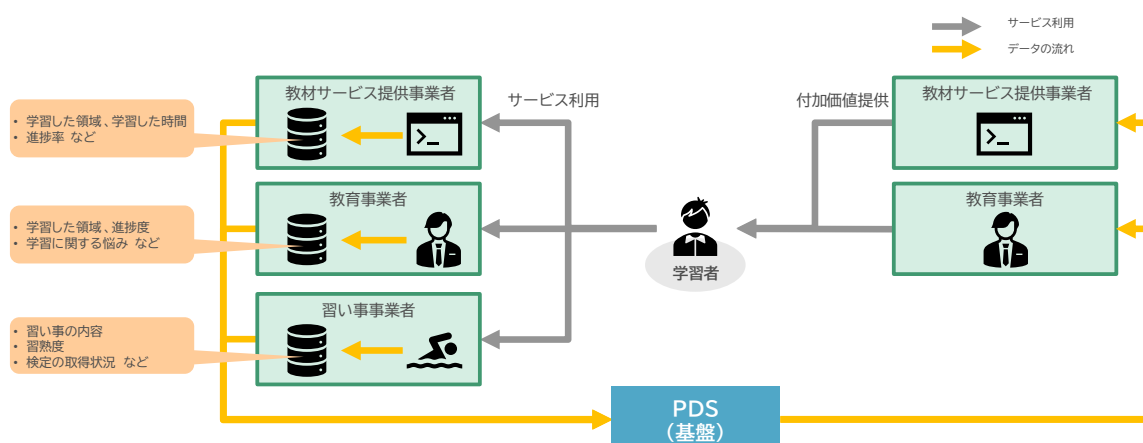 サービス利用
データの流れ
教材サービス提供事業者
サービス利用
付加価値提供
教材サービス提供事業者
• 学習した領域、学習した時間
• 進捗率 など
教育事業者
教育事業者
• 学習した領域、進捗度
• 学習に関する悩み など
学習者
習い事事業者
• 習い事の内容
• 習熟度
• 検定の取得状況 など
PDS
（基盤）